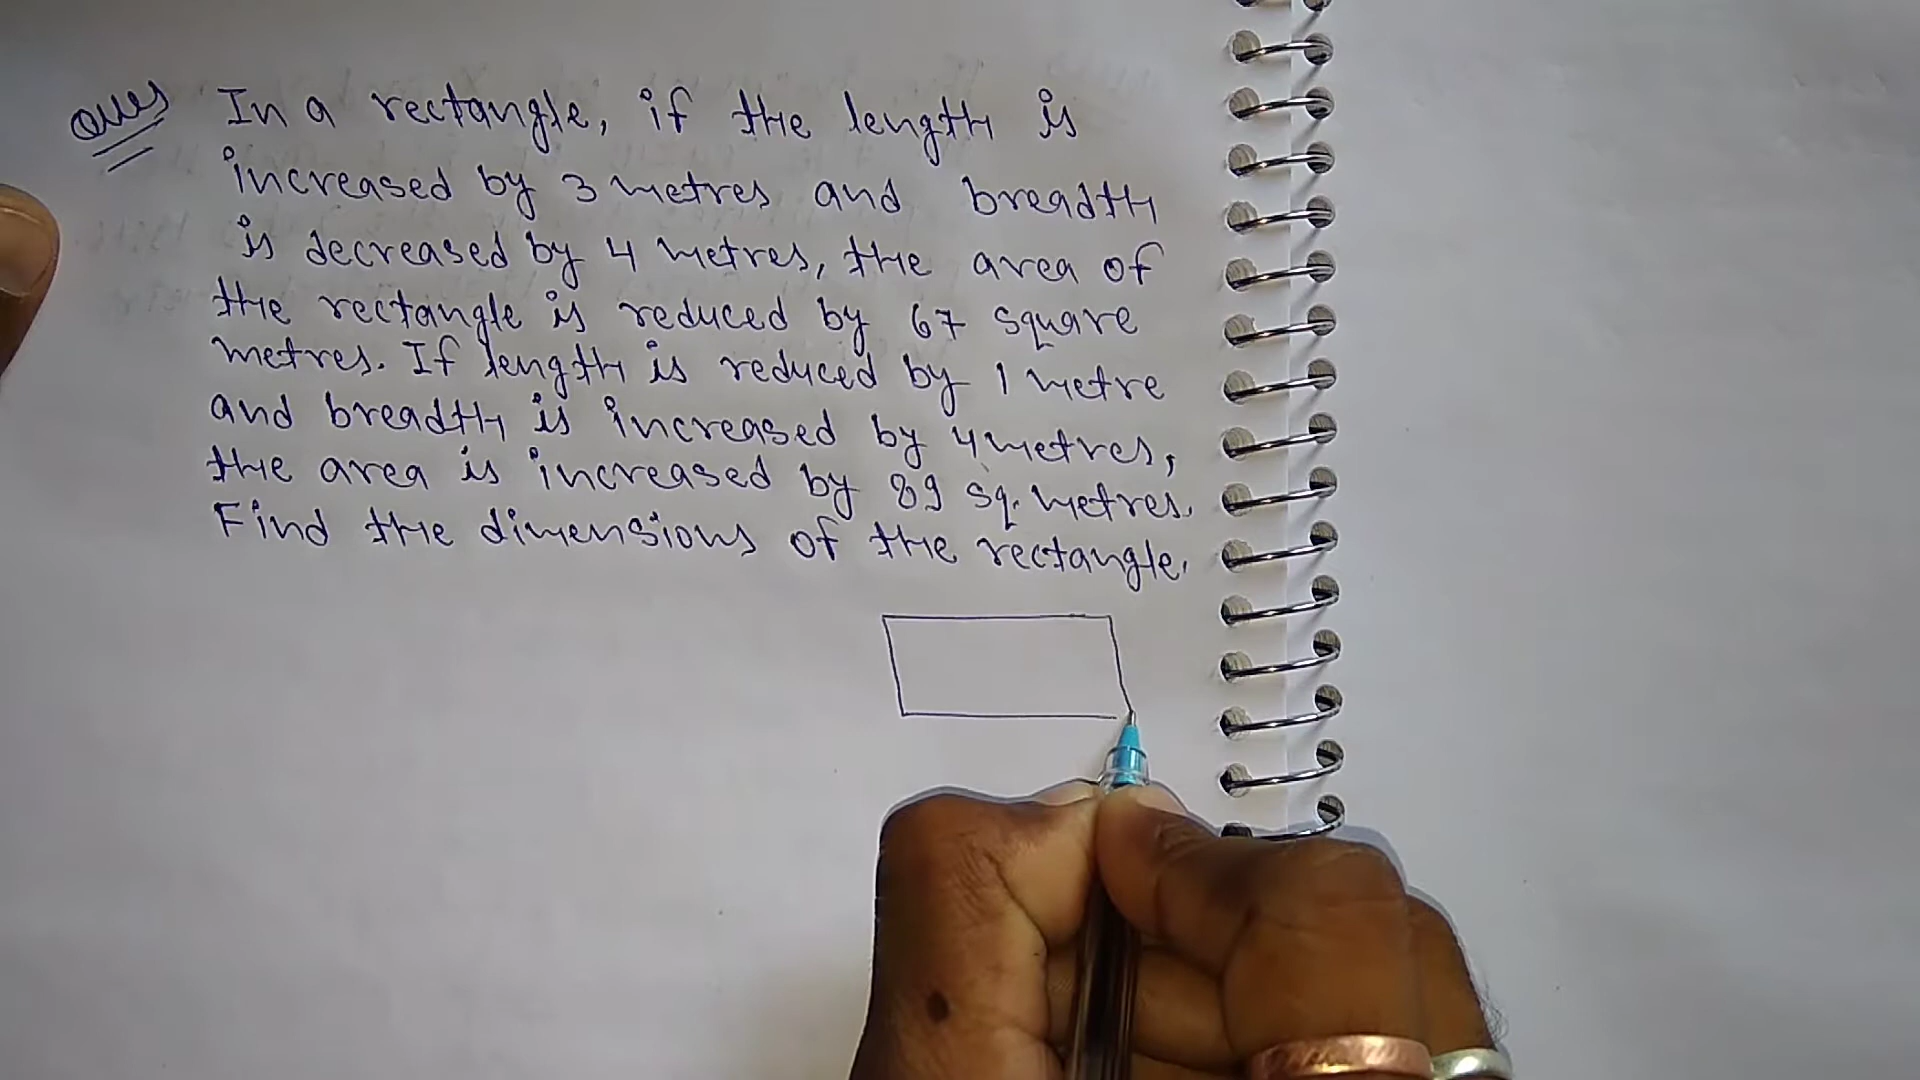 Ques In a rectangle, if the length is
increased by 3 metres and breadth
is decreased by 4 metres, the area of
the rectangle is reduced by 67 square
metres. If length is reduced by 1 metre
and breadth is increased by 4 metres,
the area is increased by 89 sq. metres.
Find the dimensions of the rectangle.